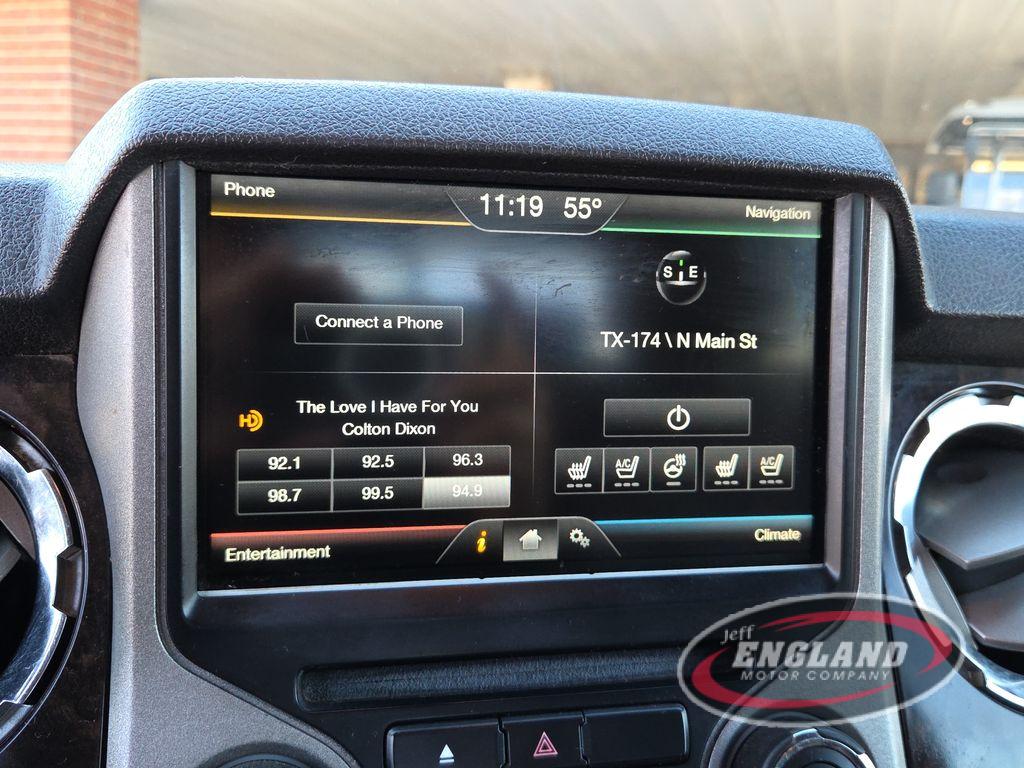 Phone
11:19 55°
Navigation
S E
Connect a Phone
TX-174 \ N Main St
HD
The Love I Have For You
Colton Dixon
92.1 92.5 96.3
98.7 99.5 94.9
A/C A/C
Entertainment
i
Climate
Jeff
ENGLAND
MOTOR COMPANY